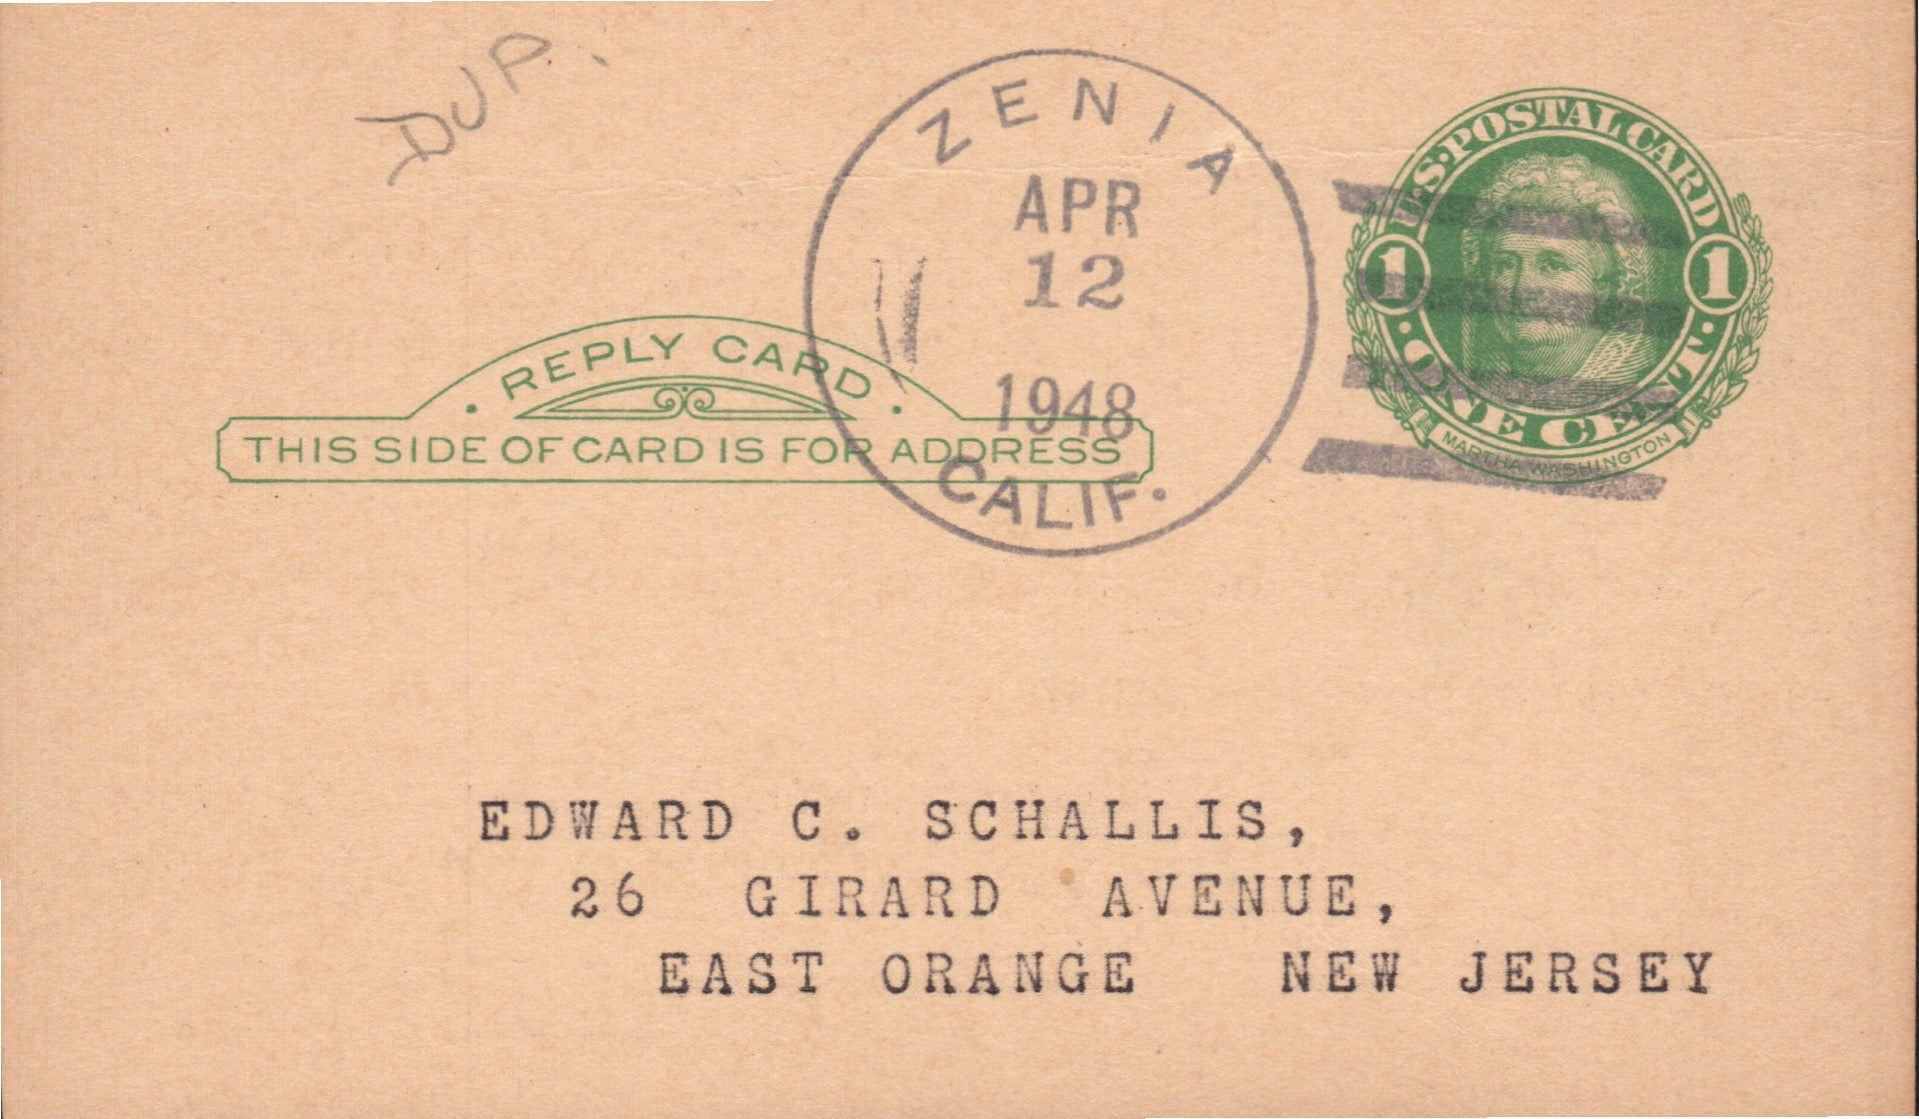 DUP.
ZENIA
APR
12
1948
CALIF.
U.S. POSTAL CARD
1 1
· ONE CENT ·
MARTHA WASHINGTON
· REPLY CARD ·
THIS SIDE OF CARD IS FOR ADDRESS
EDWARD C. SCHALLIS,
26 GIRARD AVENUE,
EAST ORANGE NEW JERSEY